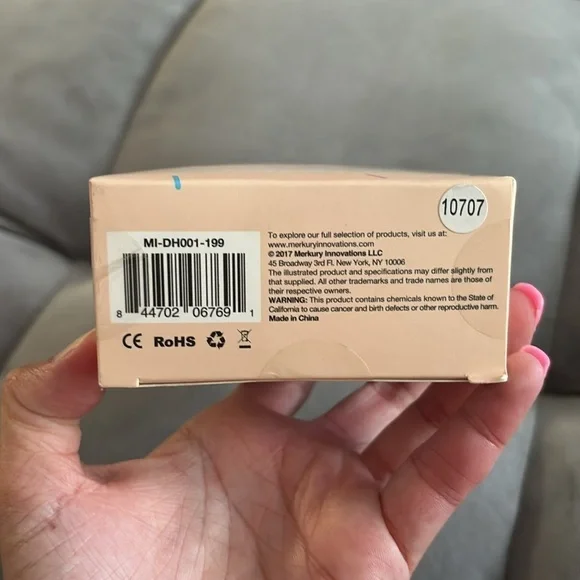 10707
MI-DH001-199
8 44702 06769 1
To explore our full selection of products, visit us at:
www.merkuryinnovations.com
© 2017 Merkury Innovations LLC
45 Broadway 3rd Fl. New York, NY 10006
The illustrated product and specifications may differ slightly from
that supplied. All other trademarks and trade names are those of
their respective owners.
WARNING: This product contains chemicals known to the State of
California to cause cancer and birth defects or other reproductive harm.
Made in China
CE RoHS